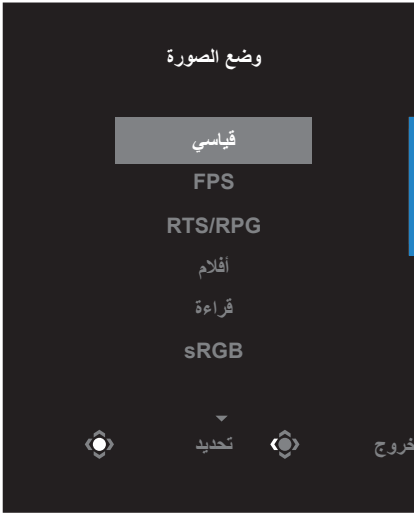 وضع الصورة
قياسي
FPS
RTS/RPG
أفلام
قراءة
sRGB
خروج تحديد